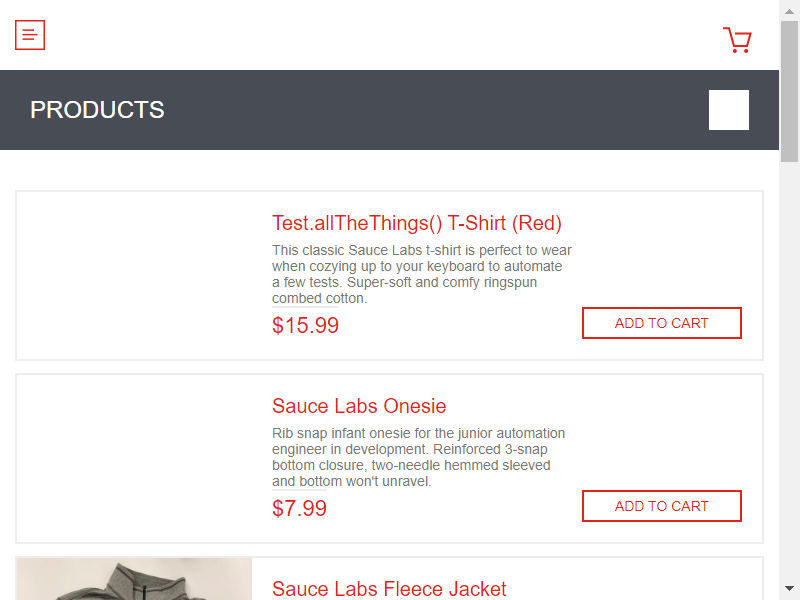 PRODUCTS
Test.allTheThings() T-Shirt (Red)
This classic Sauce Labs t-shirt is perfect to wear
when cozying up to your keyboard to automate
a few tests. Super-soft and comfy ringspun
combed cotton.
$15.99
ADD TO CART
Sauce Labs Onesie
Rib snap infant onesie for the junior automation
engineer in development. Reinforced 3-snap
bottom closure, two-needle hemmed sleeved
and bottom won't unravel.
$7.99
ADD TO CART
Sauce Labs Fleece Jacket